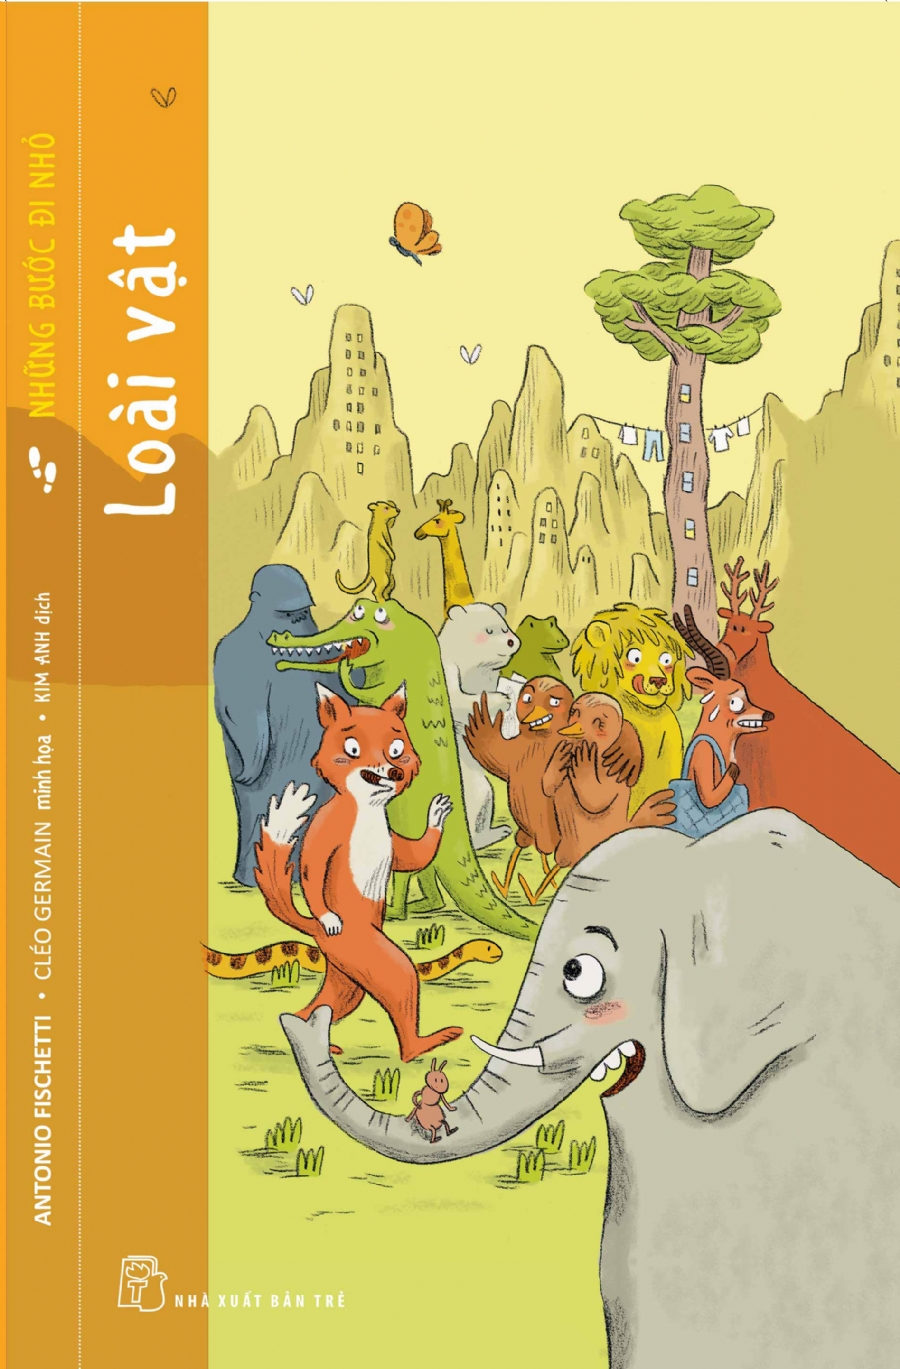 NHỮNG BƯỚC ĐI NHỎ
Loài vật
ANTONIO FISCHETTI • CLÉO GERMAIN minh họa • KIM ANH dịch
NHÀ XUẤT BẢN TRẺ